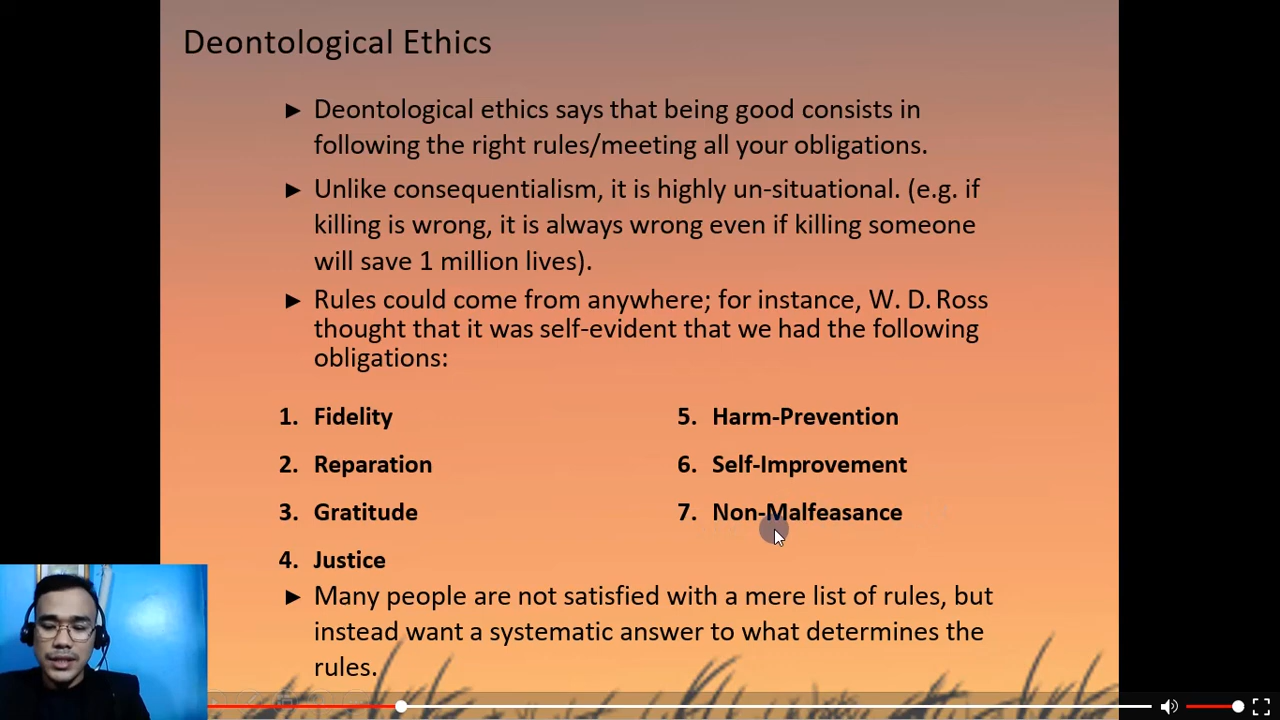 Deontological Ethics
► Deontological ethics says that being good consists in
following the right rules/meeting all your obligations.
► Unlike consequentialism, it is highly un-situational. (e.g. if
killing is wrong, it is always wrong even if killing someone
will save 1 million lives).
► Rules could come from anywhere; for instance, W. D. Ross
thought that it was self-evident that we had the following
obligations:
1. Fidelity
2. Reparation
3. Gratitude
4. Justice
5. Harm-Prevention
6. Self-Improvement
7. Non-Malfeasance
► Many people are not satisfied with a mere list of rules, but
instead want a systematic answer to what determines the
rules.